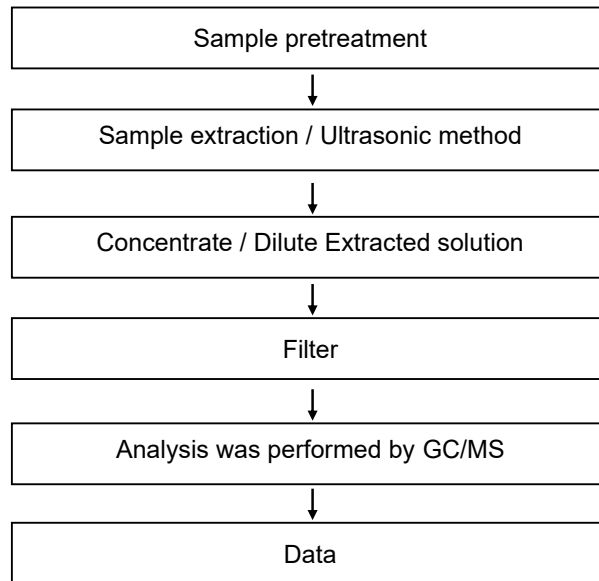 Sample pretreatment
Sample extraction / Ultrasonic method
Concentrate / Dilute Extracted solution
Filter
Analysis was performed by GC/MS
Data